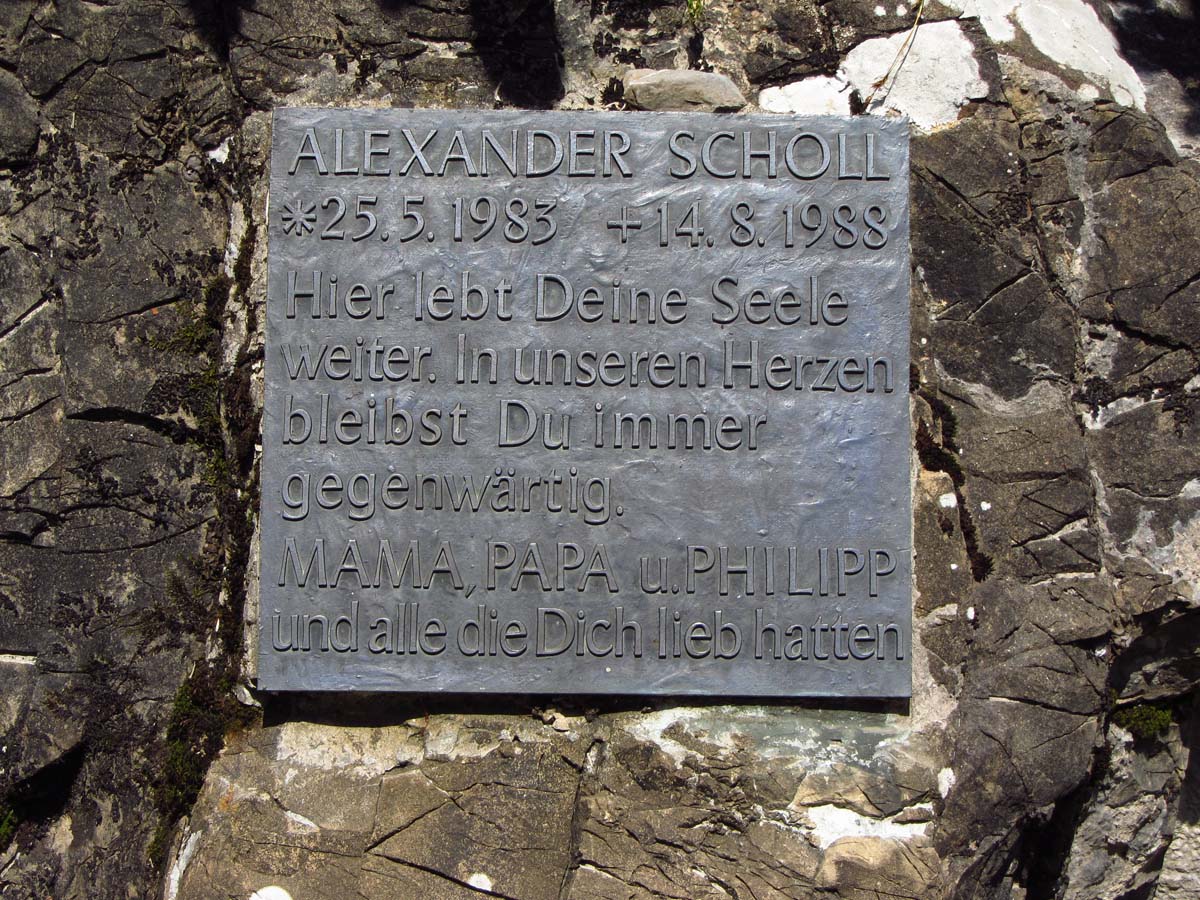 ALEXANDER SCHOLL
*25.5.1983 +14.8.1988
Hier lebt Deine Seele
weiter. In unseren Herzen
bleibst Du immer
gegenwärtig.
MAMA, PAPA u. PHILIPP
und alle die Dich lieb hatten